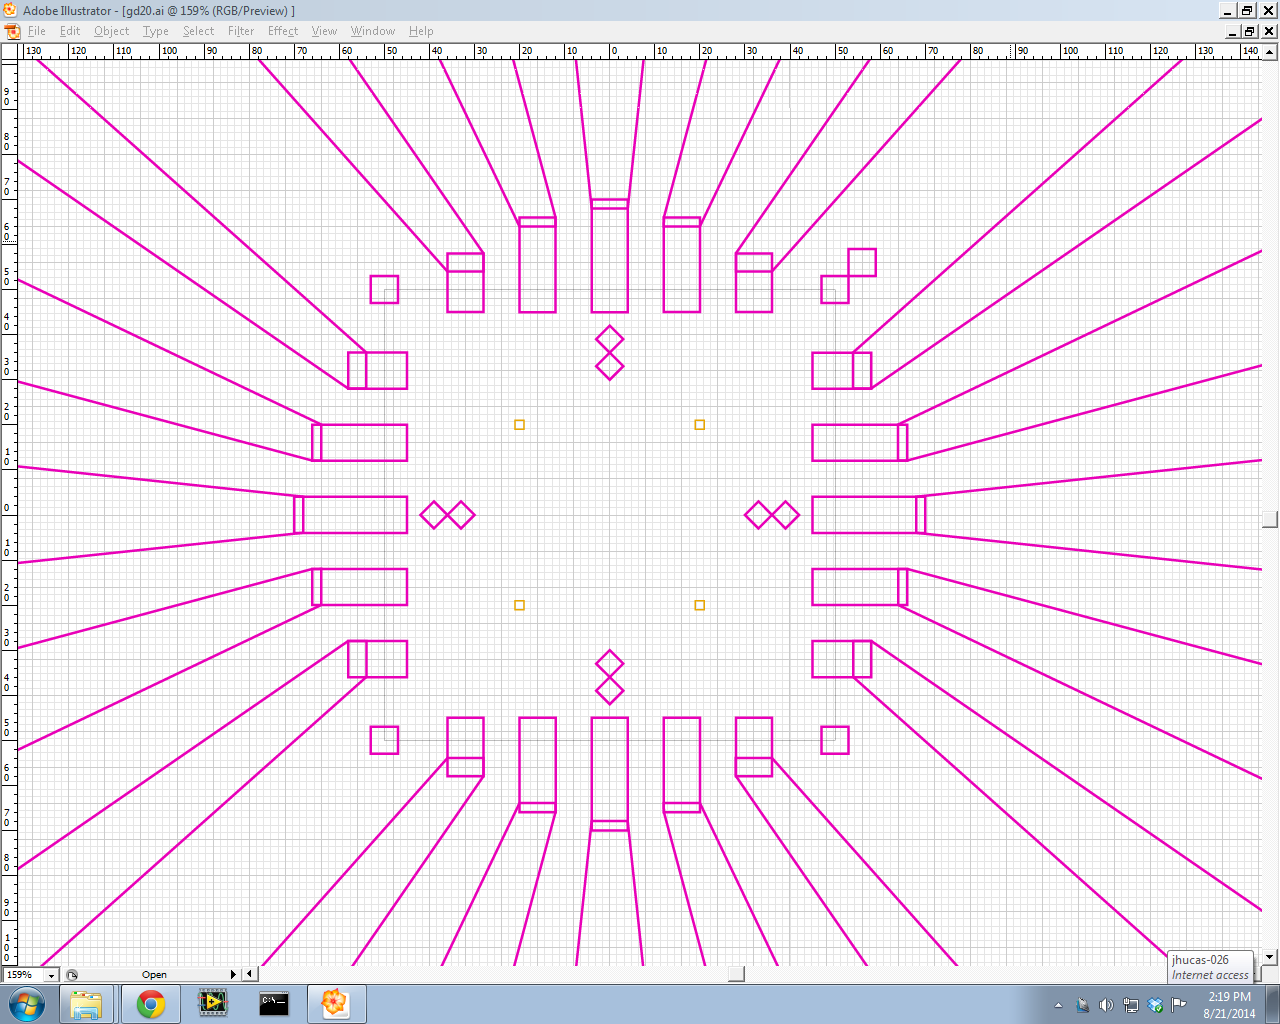 Adobe Illustrator - [gd20.ai @ 159% (RGB/Preview) ]
File Edit Object Type Select Filter Effect View Window Help
130 120 110 100 90 80 70 60 50 40 30 20 10 0 10 20 30 40 50 60 70 80 90 100 110 120 130 140
90
80
70
60
50
40
30
20
10
0
10
20
30
40
50
60
70
80
90
100
159% Open
jhucas-026
Internet access
C:\
2:19 PM
8/21/2014